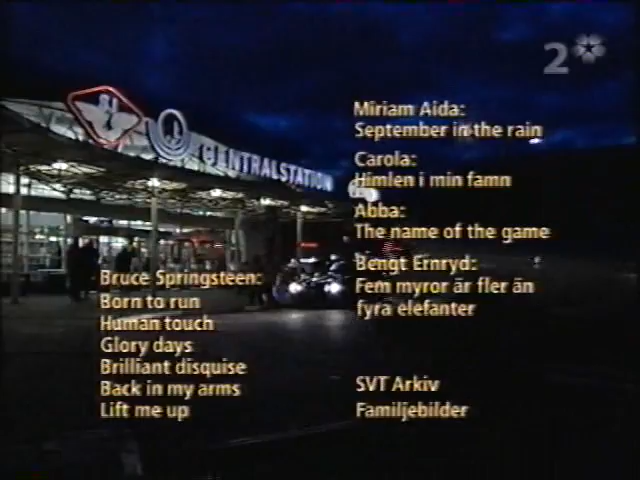 2
SJ
CENTRALSTATION
Miriam Aida:
September in the rain
Carola:
Himlen i min famn
Abba:
The name of the game
Bengt Ernryd:
Fem myror är fler än
fyra elefanter
Bruce Springsteen:
Born to run
Human touch
Glory days
Brilliant disquise
Back in my arms
Lift me up
SVT Arkiv
Familjebilder